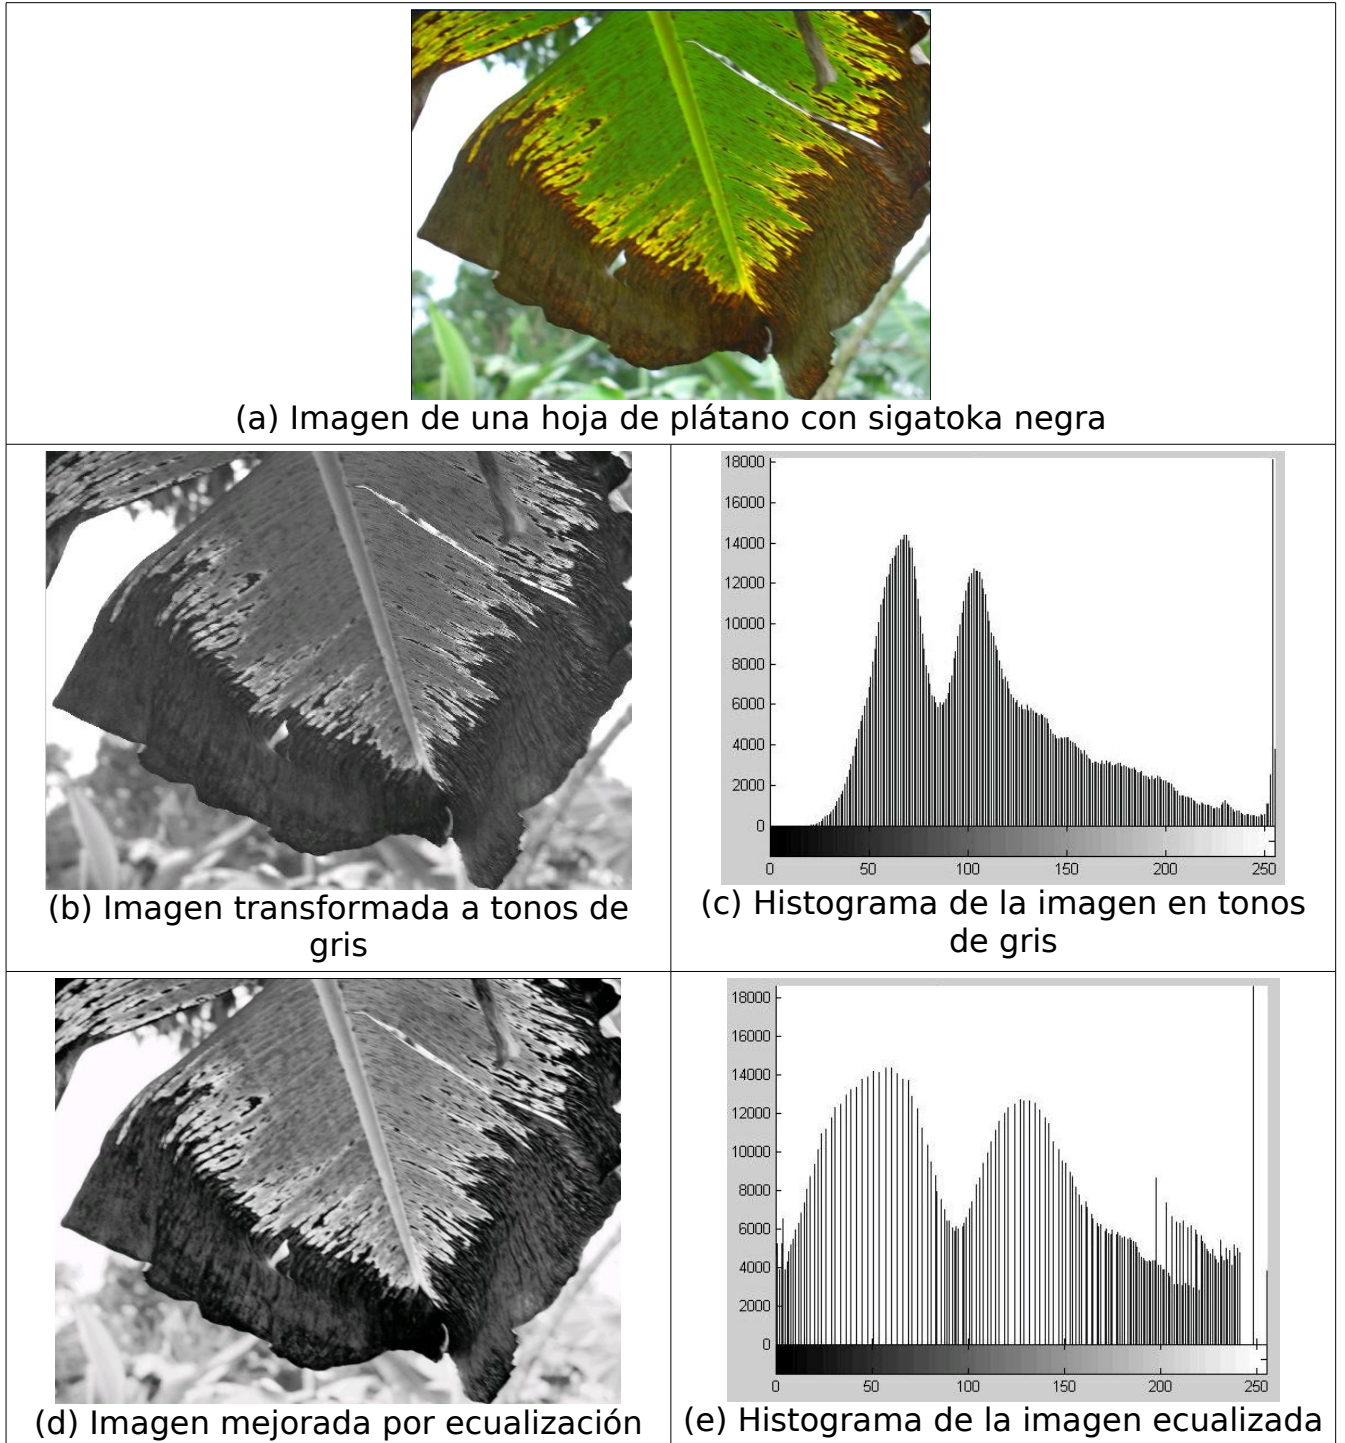 (a) Imagen de una hoja de plátano con sigatoka negra
18000
16000
14000
12000
10000
8000
6000
4000
2000
0
0 50 100 150 200 250
(b) Imagen transformada a tonos de
gris
(c) Histograma de la imagen en tonos
de gris
18000
16000
14000
12000
10000
8000
6000
4000
2000
0
0 50 100 150 200 250
(d) Imagen mejorada por ecualización
(e) Histograma de la imagen ecualizada